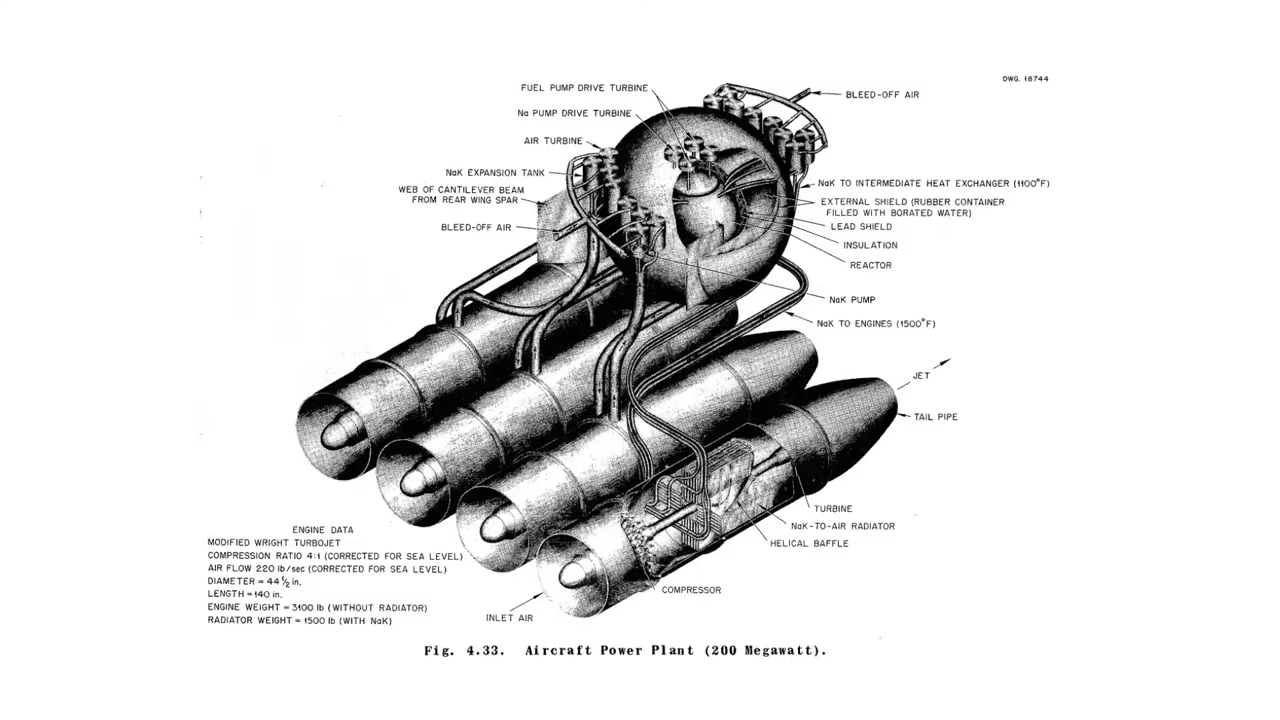 DWG. 18744
FUEL PUMP DRIVE TURBINE
BLEED-OFF AIR
Na PUMP DRIVE TURBINE
AIR TURBINE
NaK EXPANSION TANK
NaK TO INTERMEDIATE HEAT EXCHANGER (1100°F)
WEB OF CANTILEVER BEAM
FROM REAR WING SPAR
EXTERNAL SHIELD (RUBBER CONTAINER
FILLED WITH BORATED WATER)
BLEED-OFF AIR
LEAD SHIELD
INSULATION
REACTOR
NaK PUMP
NaK TO ENGINES (1500°F)
JET
TAIL PIPE
TURBINE
NaK-TO-AIR RADIATOR
HELICAL BAFFLE
COMPRESSOR
INLET AIR
ENGINE DATA
MODIFIED WRIGHT TURBOJET
COMPRESSION RATIO 4:1 (CORRECTED FOR SEA LEVEL)
AIR FLOW 220 lb/sec (CORRECTED FOR SEA LEVEL)
DIAMETER = 44 1/2 in.
LENGTH = 140 in.
ENGINE WEIGHT = 3100 lb (WITHOUT RADIATOR)
RADIATOR WEIGHT = 1500 lb (WITH NaK)
Fig. 4.33. Aircraft Power Plant (200 Megawatt).